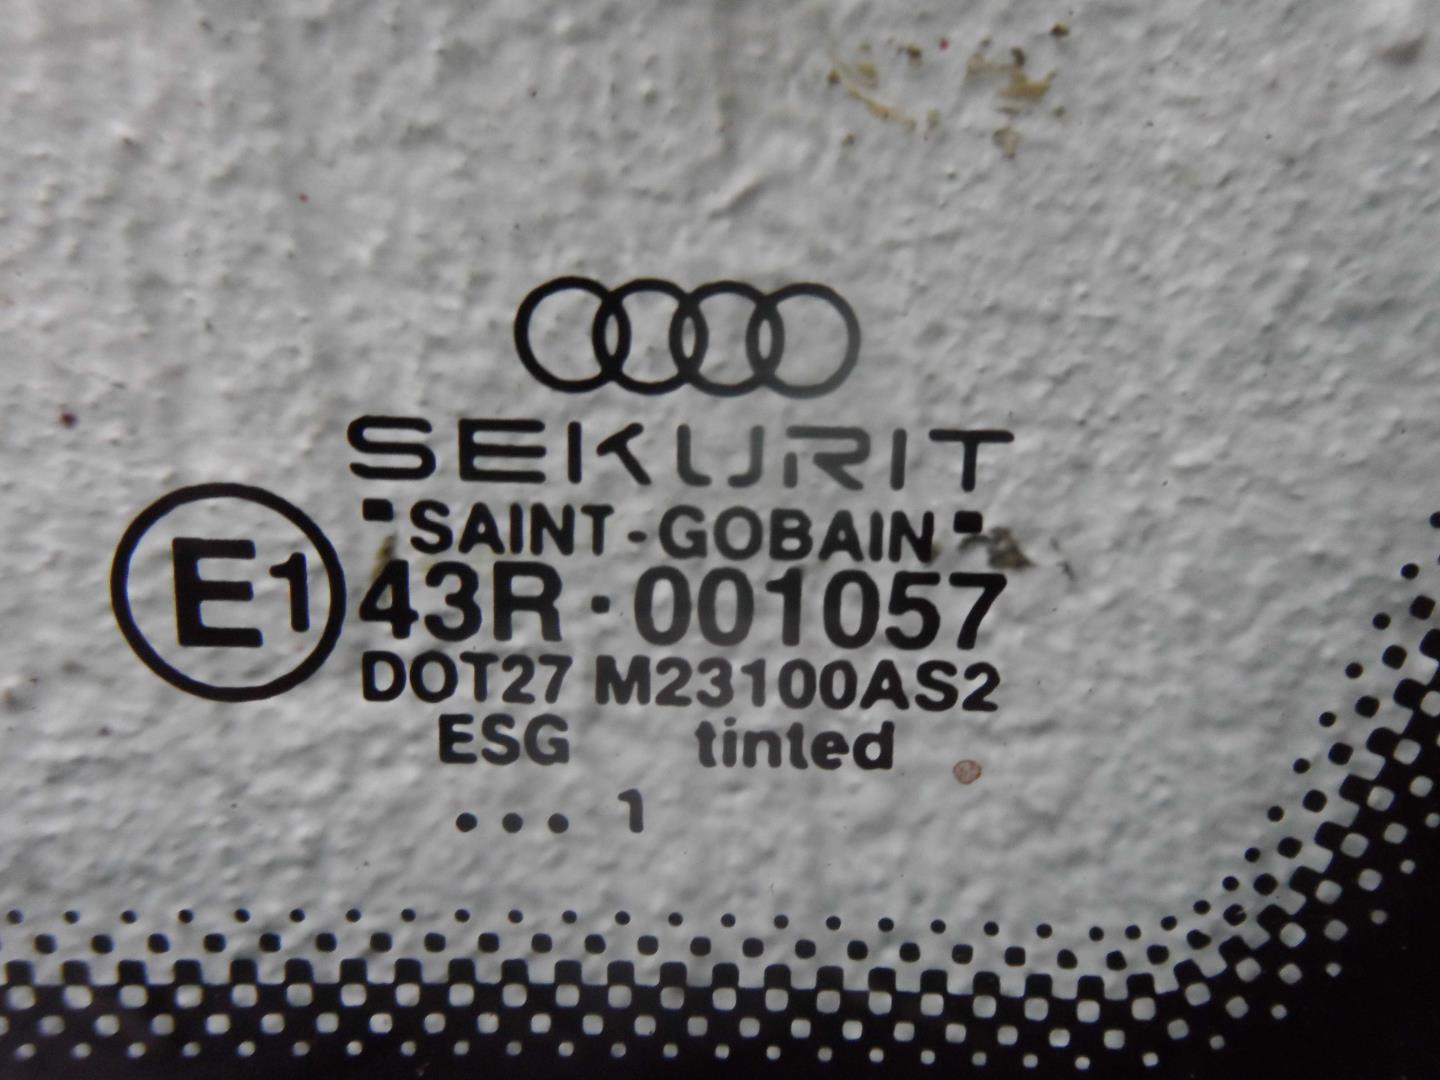 SEKURIT
SAINT-GOBAIN
E1
43R·001057
DOT27 M23100AS2
ESG tinted
... 1